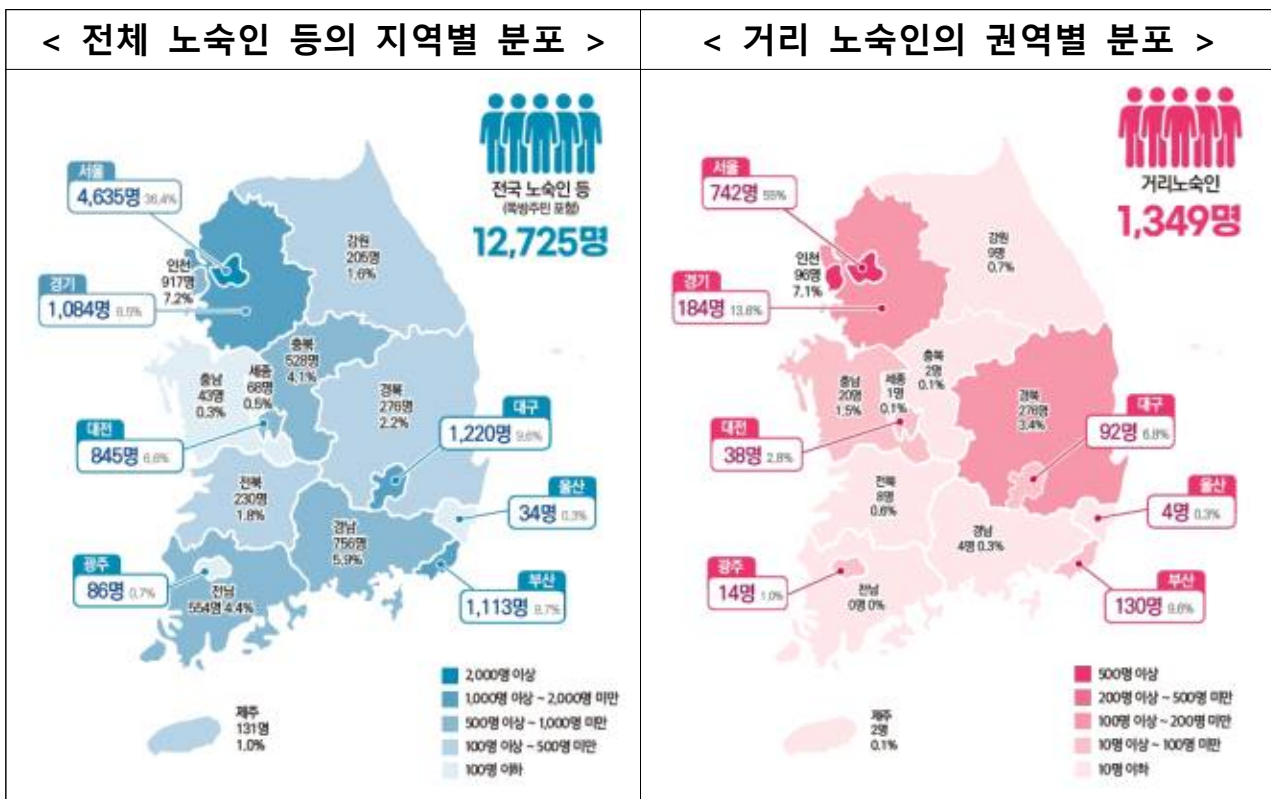 < 전체 노숙인 등의 지역별 분포 >
전국 노숙인 등
(쪽방주민 포함)
12,725명
서울
4,635명 36.4%
강원
205명
1.6%
인천
917명
7.2%
경기
1,084명 8.5%
충북
528명
4.1%
세종
68명
0.5%
충남
43명
0.3%
경북
276명
2.2%
대구
1,220명 9.6%
대전
845명 6.6%
전북
230명
1.8%
울산
34명 0.3%
경남
756명
5.9%
광주
86명 0.7%
전남
554명 4.4%
부산
1,113명 8.7%
제주
131명
1.0%
2,000명 이상
1,000명 이상 ~ 2,000명 미만
500명 이상 ~ 1,000명 미만
100명 이상 ~ 500명 미만
100명 이하
< 거리 노숙인의 권역별 분포 >
거리노숙인
1,349명
서울
742명 55%
강원
9명
0.7%
인천
96명
7.1%
경기
184명 13.6%
충북
2명
0.1%
세종
1명
0.1%
충남
20명
1.5%
경북
276명
3.4%
대구
92명 6.8%
대전
38명 2.8%
전북
8명
0.6%
울산
4명 0.3%
경남
4명 0.3%
광주
14명 1.0%
전남
0명 0%
부산
130명 9.6%
제주
2명
0.1%
500명 이상
200명 이상 ~ 500명 미만
100명 이상 ~ 200명 미만
10명 이상 ~ 100명 미만
10명 이하